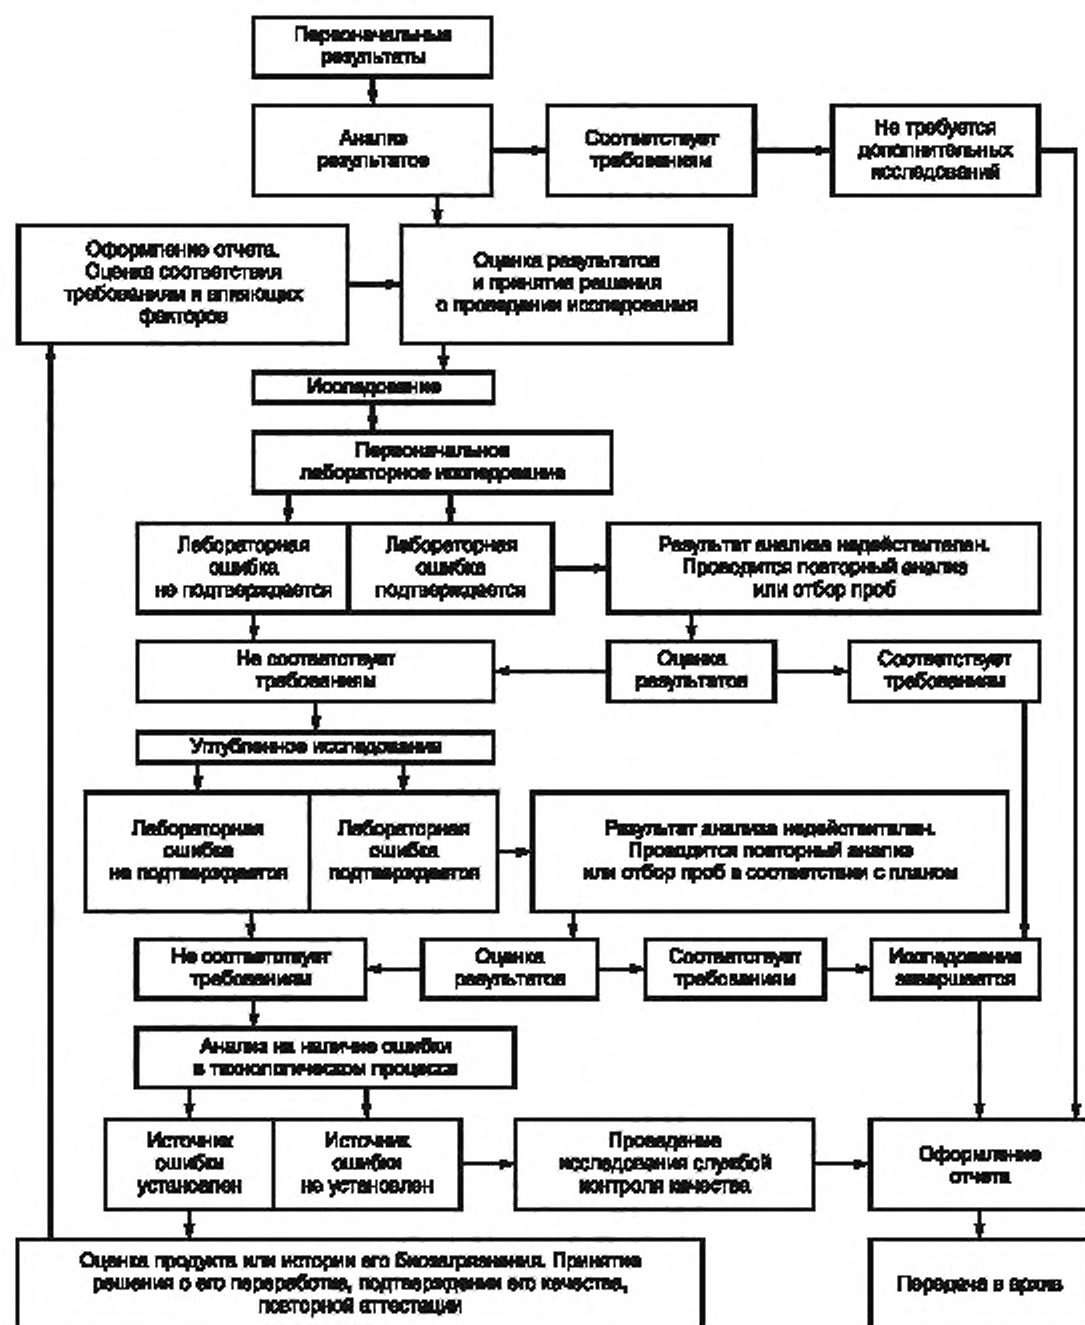 Первоначальные
результаты
Анализ
результатов
Соответствует
требованиям
Не требуется
дополнительных
исследований
Оформление отчета.
Оценка соответствия
требованиям и влияющих
факторов
Оценка результатов
и принятие решения
о проведении исследования
Исследование
Первоначальное
лабораторное исследование
Лабораторная
ошибка
не подтверждается
Лабораторная
ошибка
подтверждается
Результат анализа недействителен.
Проводится повторный анализ
или отбор проб
Не соответствует
требованиям
Оценка
результатов
Соответствует
требованиям
Углубленное исследование
Лабораторная
ошибка
не подтверждается
Лабораторная
ошибка
подтверждается
Результат анализа недействителен.
Проводится повторный анализ
или отбор проб в соответствии с планом
Не соответствует
требованиям
Оценка
результатов
Соответствует
требованиям
Исследование
завершается
Анализ на наличие ошибки
в технологическом процессе
Источник
ошибки
установлен
Источник
ошибки
не установлен
Проведение
исследования службой
контроля качества
Оформление
отчета
Оценка продукта или истории его биозагрязнения. Принятие
решения о его переработке, подтверждении его качества,
повторной аттестации
Передача в архив